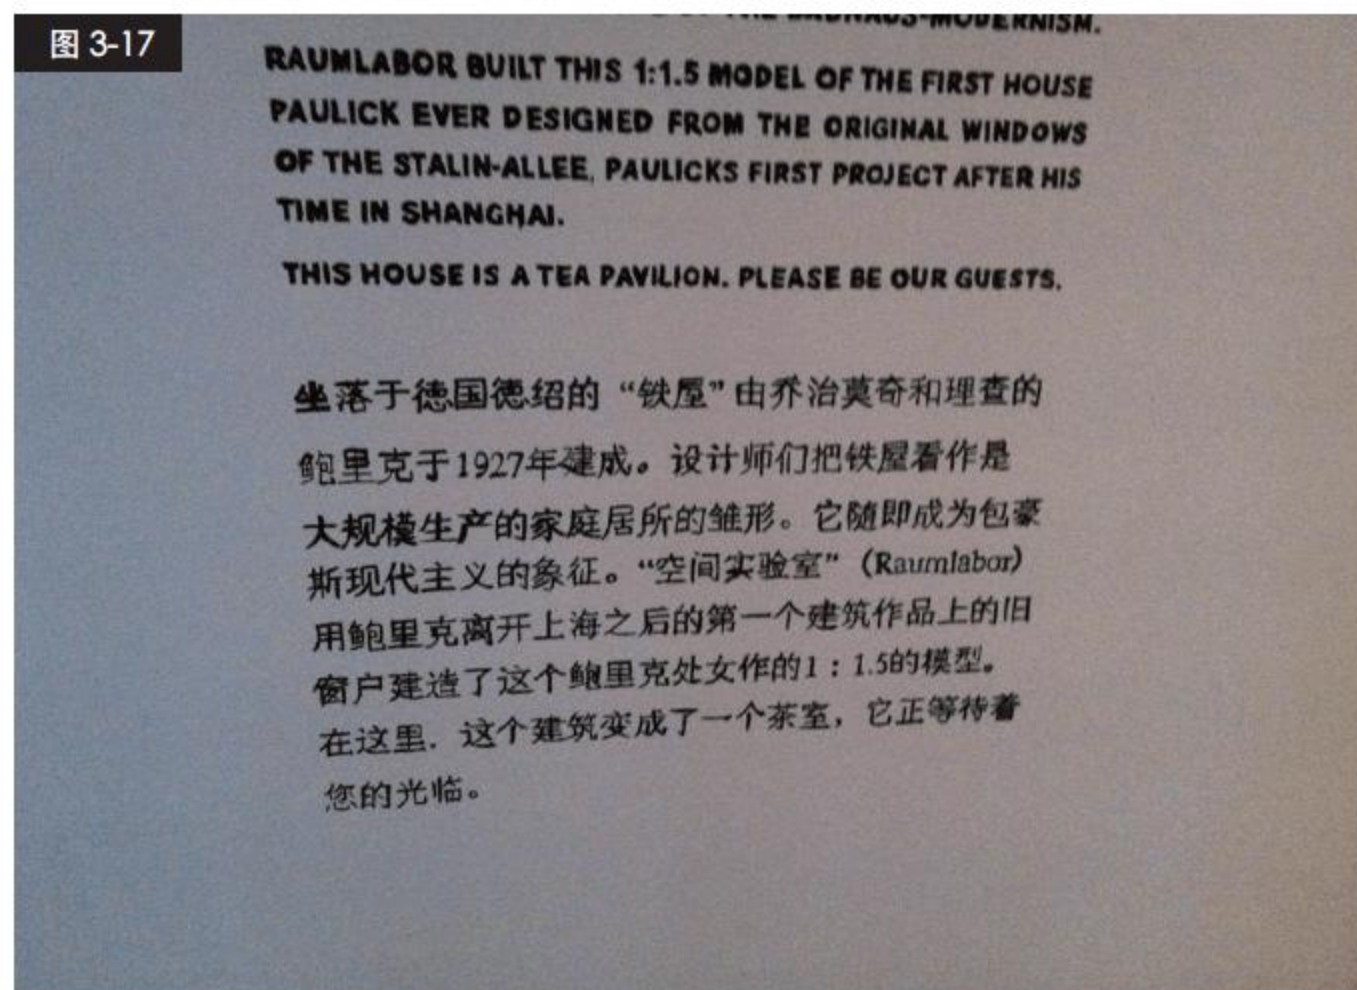 图 3-17
THE BAUHAUS-MODERNISM.
RAUMLABOR BUILT THIS 1:1.5 MODEL OF THE FIRST HOUSE
PAULICK EVER DESIGNED FROM THE ORIGINAL WINDOWS
OF THE STALIN-ALLEE, PAULICKS FIRST PROJECT AFTER HIS
TIME IN SHANGHAI.
THIS HOUSE IS A TEA PAVILION. PLEASE BE OUR GUESTS.
坐落于德国德绍的“铁屋”由乔治莫奇和理查的
鲍里克于1927年建成。设计师们把铁屋看作是
大规模生产的家庭居所的雏形。它随即成为包豪
斯现代主义的象征。“空间实验室”（Raumlabor）
用鲍里克离开上海之后的第一个建筑作品上的旧
窗户建造了这个鲍里克处女作的1：1.5的模型。
在这里. 这个建筑变成了一个茶室，它正等待着
您的光临。